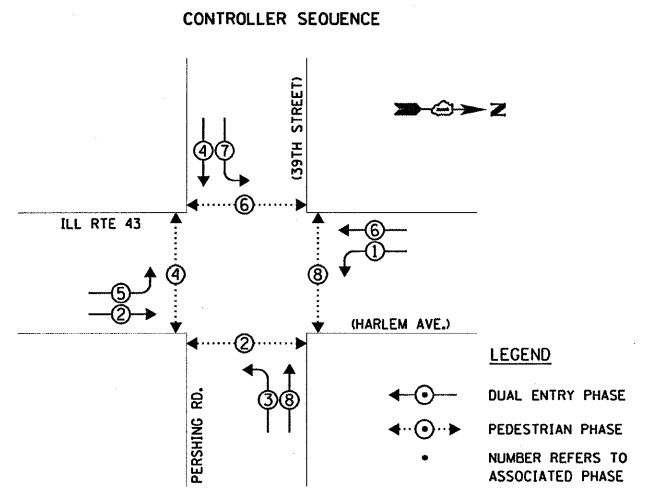 CONTROLLER SEQUENCE
(39TH STREET)
N
4 7
6
ILL RTE 43
6
1
4
8
5
2
(HARLEM AVE.)
2
3 8
PERSHING RD.
LEGEND
DUAL ENTRY PHASE
PEDESTRIAN PHASE
• NUMBER REFERS TO
ASSOCIATED PHASE